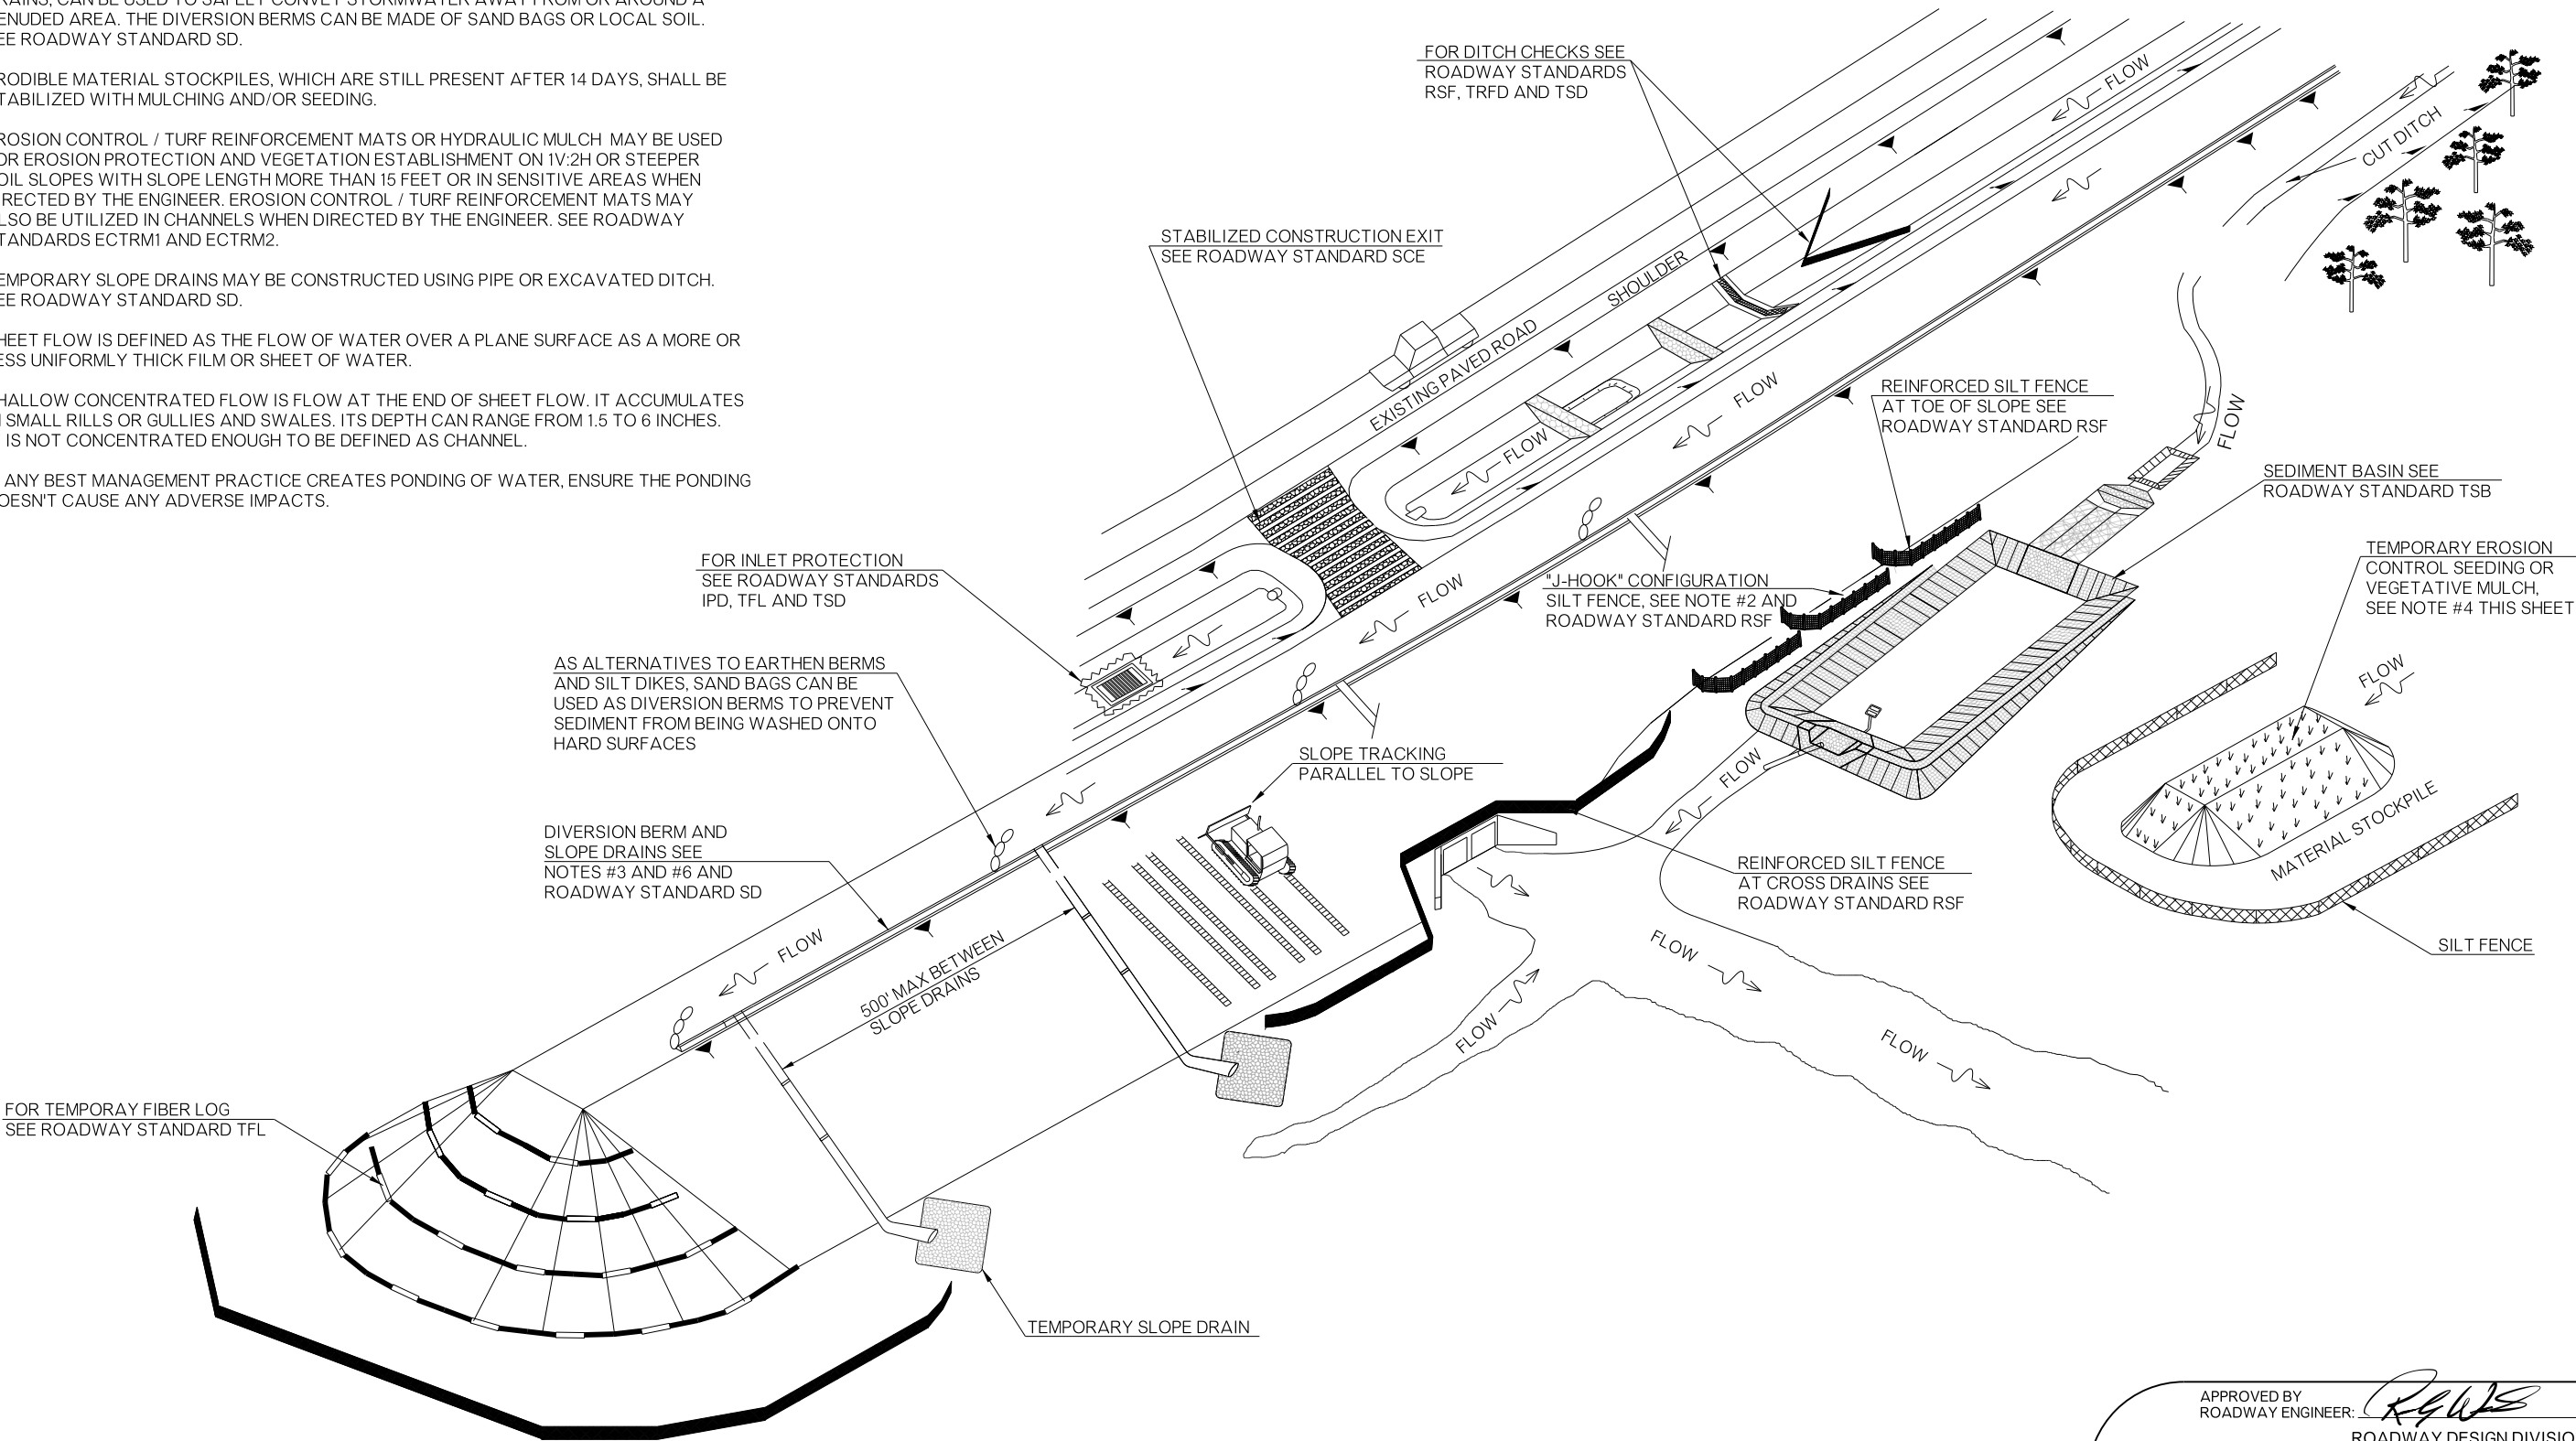 ENUDED AREA. THE DIVERSION BERMS CAN BE MADE OF SAND BAGS OR LOCAL SOIL.
EE ROADWAY STANDARD SD.
RODIBLE MATERIAL STOCKPILES, WHICH ARE STILL PRESENT AFTER 14 DAYS, SHALL BE
TABILIZED WITH MULCHING AND/OR SEEDING.
ROSION CONTROL / TURF REINFORCEMENT MATS OR HYDRAULIC MULCH MAY BE USED
OR EROSION PROTECTION AND VEGETATION ESTABLISHMENT ON 1V:2H OR STEEPER
OIL SLOPES WITH SLOPE LENGTH MORE THAN 15 FEET OR IN SENSITIVE AREAS WHEN
IRECTED BY THE ENGINEER. EROSION CONTROL / TURF REINFORCEMENT MATS MAY
LSO BE UTILIZED IN CHANNELS WHEN DIRECTED BY THE ENGINEER. SEE ROADWAY
TANDARDS ECTRM1 AND ECTRM2.
EMPORARY SLOPE DRAINS MAY BE CONSTRUCTED USING PIPE OR EXCAVATED DITCH.
EE ROADWAY STANDARD SD.
HEET FLOW IS DEFINED AS THE FLOW OF WATER OVER A PLANE SURFACE AS A MORE OR
ESS UNIFORMLY THICK FILM OR SHEET OF WATER.
HALLOW CONCENTRATED FLOW IS FLOW AT THE END OF SHEET FLOW. IT ACCUMULATES
SMALL RILLS OR GULLIES AND SWALES. ITS DEPTH CAN RANGE FROM 1.5 TO 6 INCHES.
IS NOT CONCENTRATED ENOUGH TO BE DEFINED AS CHANNEL.
ANY BEST MANAGEMENT PRACTICE CREATES PONDING OF WATER, ENSURE THE PONDING
OESN'T CAUSE ANY ADVERSE IMPACTS.
FOR DITCH CHECKS SEE
ROADWAY STANDARDS
RSF, TRFD AND TSD
FLOW
CUT DITCH
STABILIZED CONSTRUCTION EXIT
SEE ROADWAY STANDARD SCE
SHOULDER
EXISTING PAVED ROAD
FLOW
FLOW
REINFORCED SILT FENCE
AT TOE OF SLOPE SEE
ROADWAY STANDARD RSF
FLOW
SEDIMENT BASIN SEE
ROADWAY STANDARD TSB
FOR INLET PROTECTION
SEE ROADWAY STANDARDS
IPD, TFL AND TSD
FLOW
"J-HOOK" CONFIGURATION
SILT FENCE, SEE NOTE #2 AND
ROADWAY STANDARD RSF
TEMPORARY EROSION
CONTROL SEEDING OR
VEGETATIVE MULCH,
SEE NOTE #4 THIS SHEET
AS ALTERNATIVES TO EARTHEN BERMS
AND SILT DIKES, SAND BAGS CAN BE
USED AS DIVERSION BERMS TO PREVENT
SEDIMENT FROM BEING WASHED ONTO
HARD SURFACES
FLOW
SLOPE TRACKING
PARALLEL TO SLOPE
FLOW
MATERIAL STOCKPILE
DIVERSION BERM AND
SLOPE DRAINS SEE
NOTES #3 AND #6 AND
ROADWAY STANDARD SD
REINFORCED SILT FENCE
AT CROSS DRAINS SEE
ROADWAY STANDARD RSF
SILT FENCE
FLOW
500' MAX BETWEEN
SLOPE DRAINS
FLOW
FLOW
FLOW
FOR TEMPORAY FIBER LOG
SEE ROADWAY STANDARD TFL
TEMPORARY SLOPE DRAIN
APPROVED BY
ROADWAY ENGINEER:
ROADWAY DESIGN DIVISIO